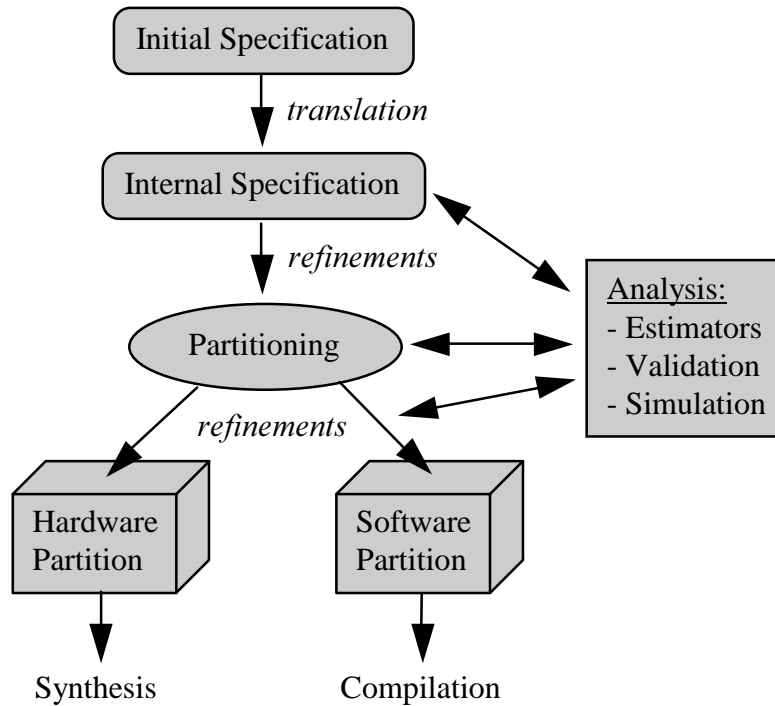 Initial Specification
translation
Internal Specification
refinements
Analysis:
- Estimators
- Validation
- Simulation
Partitioning
refinements
Hardware
Partition
Software
Partition
Synthesis
Compilation